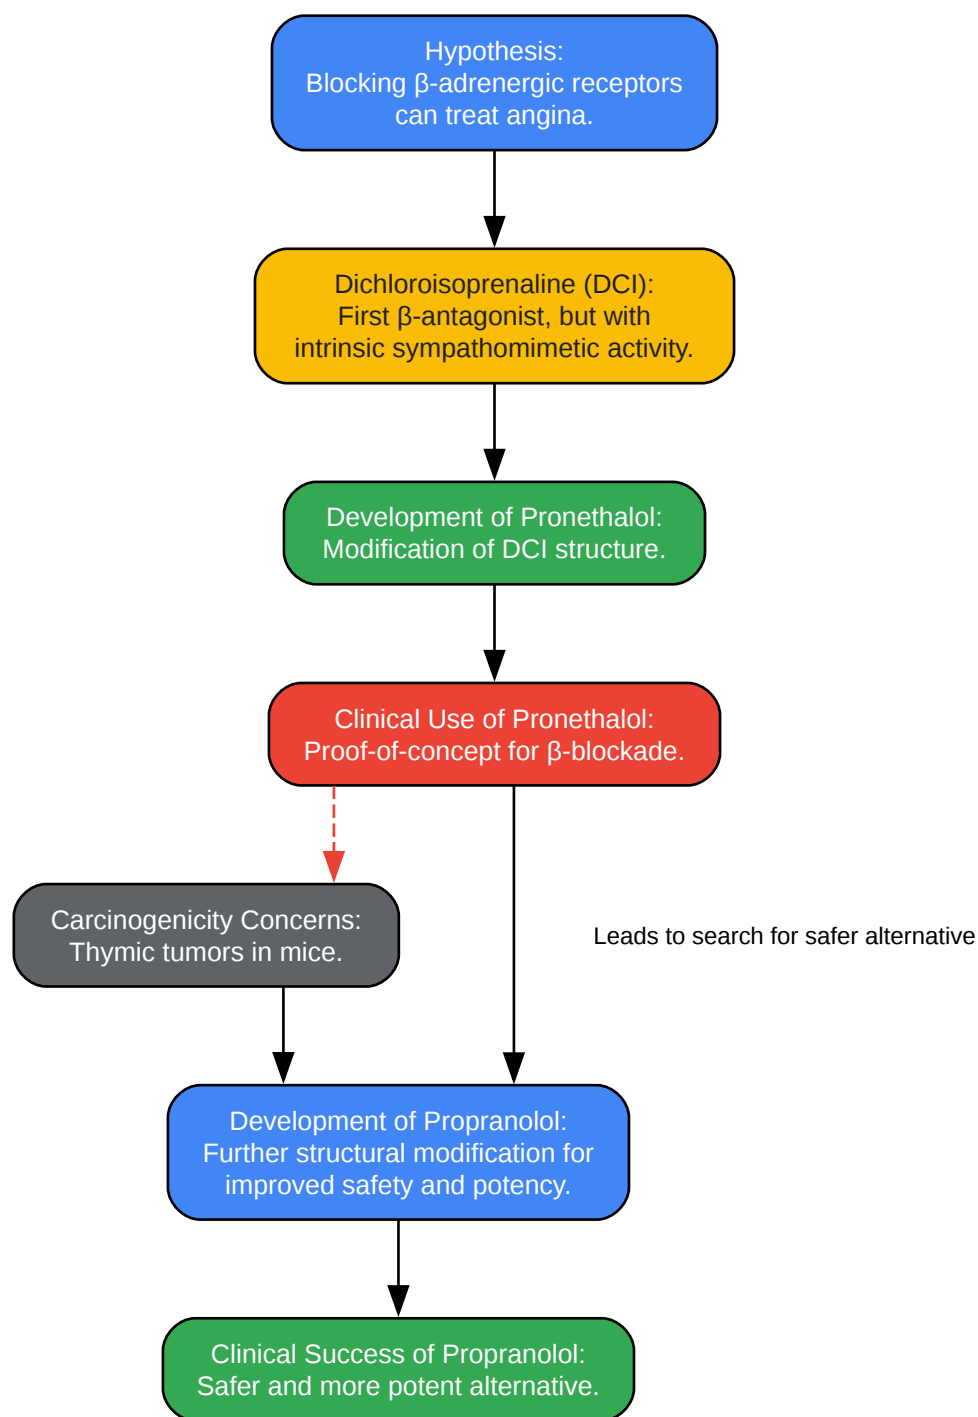 Hypothesis:
Blocking β-adrenergic receptors
can treat angina.
Dichloroisoprenaline (DCI):
First β-antagonist, but with
intrinsic sympathomimetic activity.
Development of Pronethalol:
Modification of DCI structure.
Clinical Use of Pronethalol:
Proof-of-concept for β-blockade.
Carcinogenicity Concerns:
Thymic tumors in mice.
Leads to search for safer alternative
Development of Propranolol:
Further structural modification for
improved safety and potency.
Clinical Success of Propranolol:
Safer and more potent alternative.